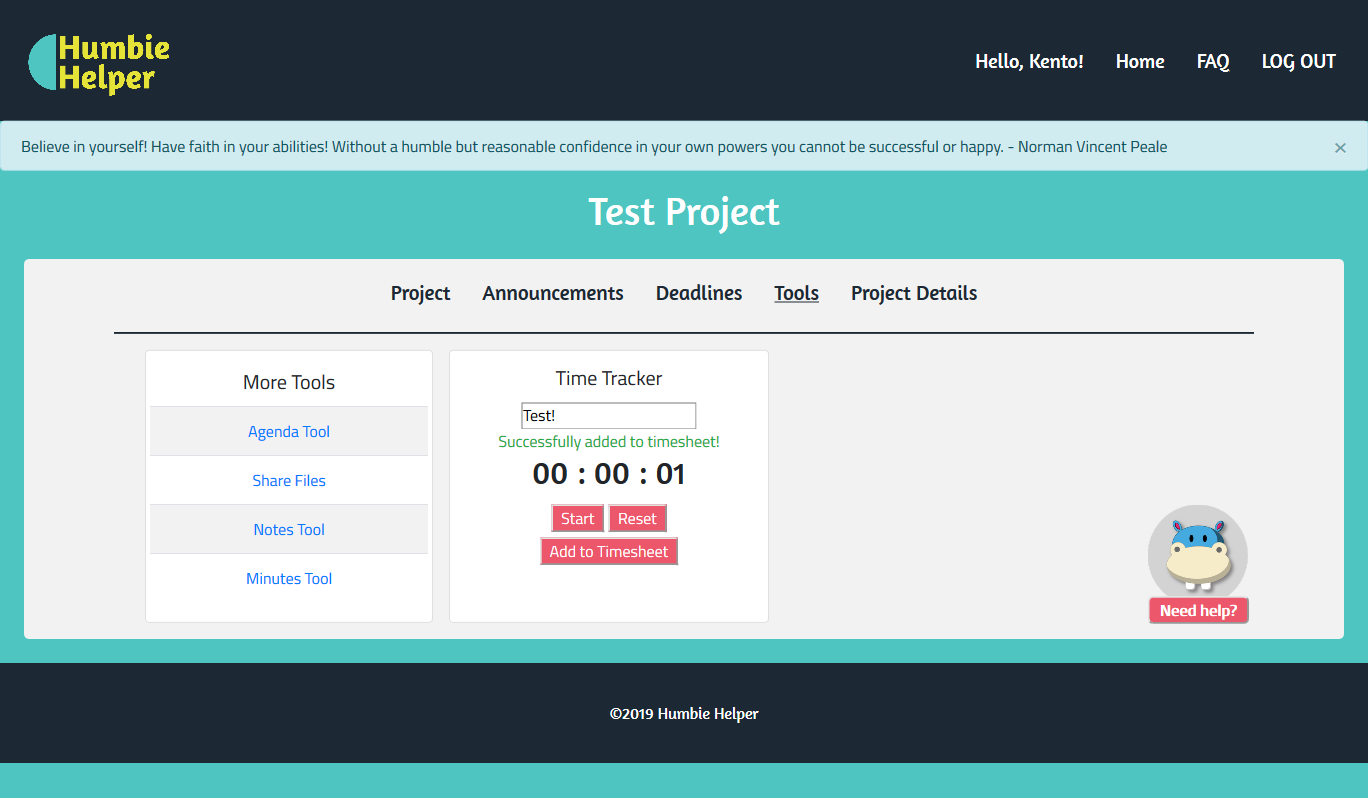 Humbie
Helper
Hello, Kento! Home FAQ LOG OUT
Believe in yourself! Have faith in your abilities! Without a humble but reasonable confidence in your own powers you cannot be successful or happy. - Norman Vincent Peale ×
Test Project
Project Announcements Deadlines Tools Project Details
More Tools
Agenda Tool
Share Files
Notes Tool
Minutes Tool
Time Tracker
Test!
Successfully added to timesheet!
00 : 00 : 01
Start Reset
Add to Timesheet
Need help?
©2019 Humbie Helper